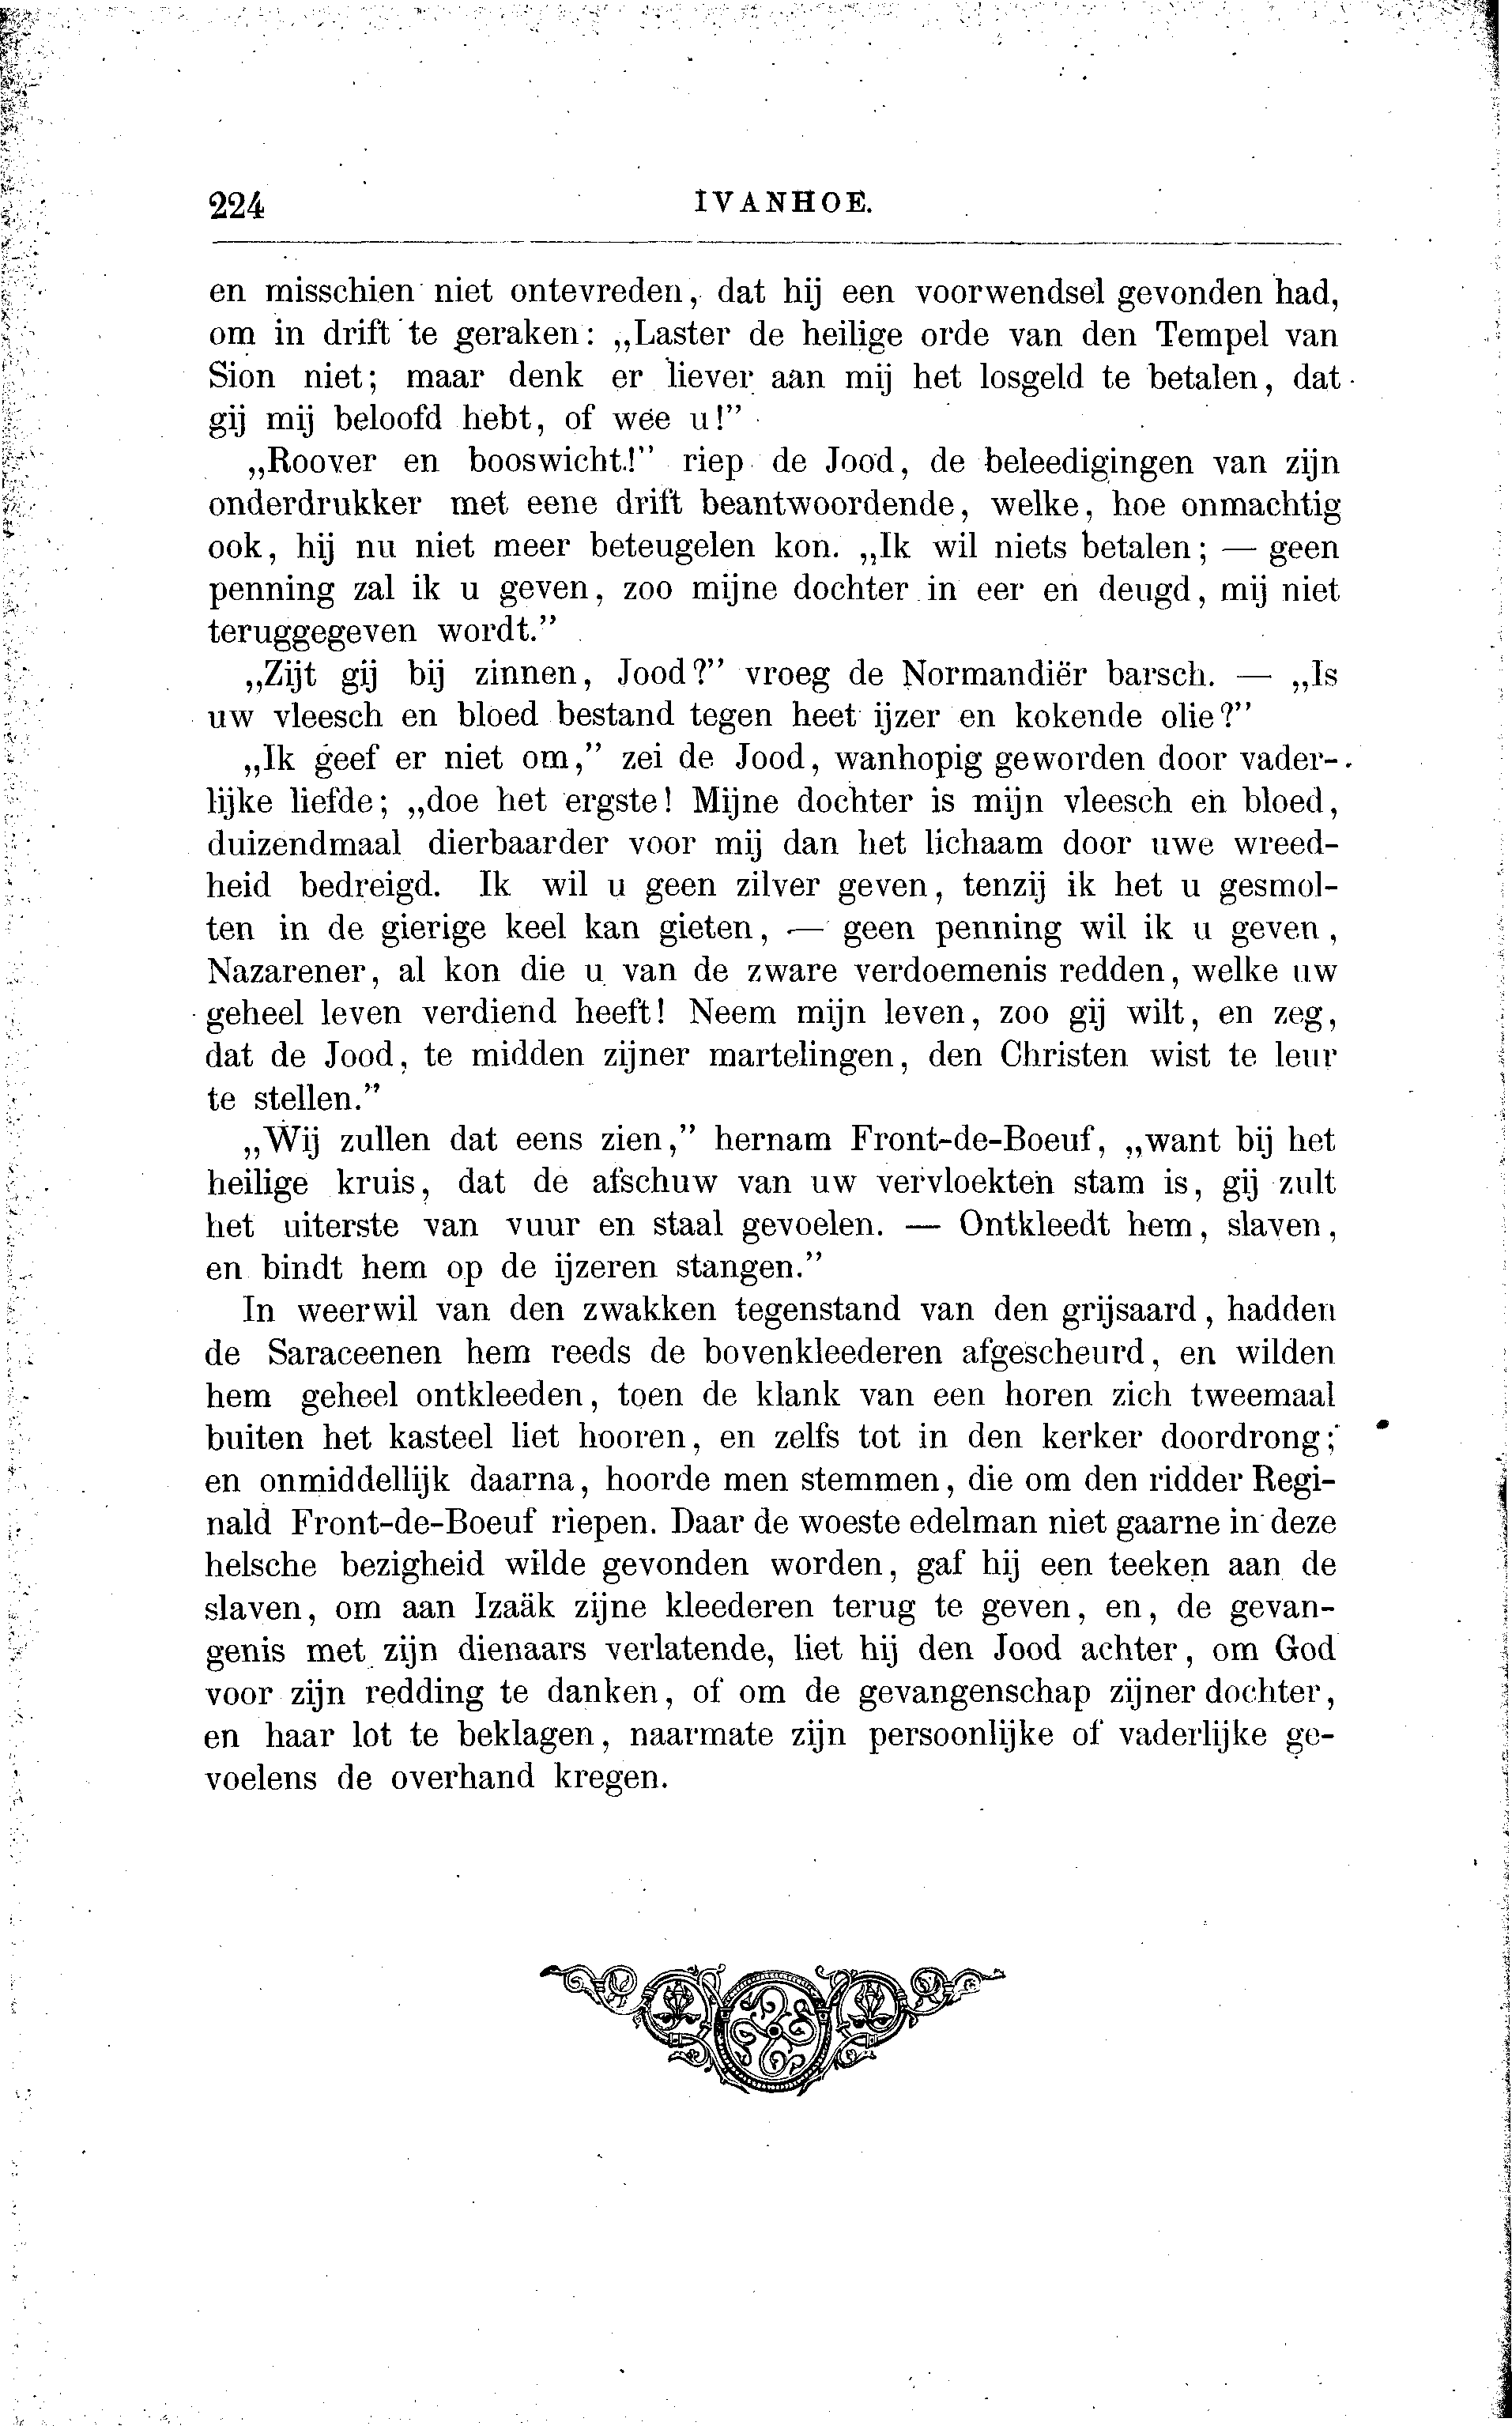 224
IVANHOE.
en misschien niet ontevreden, dat hij een voorwendsel gevonden had,
om in drift te geraken: „Laster de heilige orde van den Tempel van
Sion niet; maar denk er liever aan mij het losgeld te betalen, dat
gij mij beloofd hebt, of wee u!”
„Roover en booswicht!” riep de Jood, de beleedigingen van zijn
onderdrukker met eene drift beantwoordende, welke, hoe onmachtig
ook, hij nu niet meer beteugelen kon. „Ik wil niets betalen; — geen
penning zal ik u geven, zoo mijne dochter in eer en deugd, mij niet
teruggegeven wordt.”
„Zijt gij bij zinnen, Jood?” vroeg de Normandiër barsch. — „Is
uw vleesch en bloed bestand tegen heet ijzer en kokende olie?”
„Ik geef er niet om,” zei de Jood, wanhopig geworden door vader-
lijke liefde; „doe het ergste! Mijne dochter is mijn vleesch en bloed,
duizendmaal dierbaarder voor mij dan het lichaam door uwe wreed-
heid bedreigd. Ik wil u geen zilver geven, tenzij ik het u gesmol-
ten in de gierige keel kan gieten, — geen penning wil ik u geven,
Nazarener, al kon die u van de zware verdoemenis redden, welke uw
geheel leven verdiend heeft! Neem mijn leven, zoo gij wilt, en zeg,
dat de Jood, te midden zijner martelingen, den Christen wist te leur
te stellen.”
„Wij zullen dat eens zien,” hernam Front-de-Boeuf, „want bij het
heilige kruis, dat de afschuw van uw vervloekten stam is, gij zult
het uiterste van vuur en staal gevoelen. — Ontkleedt hem, slaven,
en bindt hem op de ijzeren stangen.”
In weerwil van den zwakken tegenstand van den grijsaard, hadden
de Saraceenen hem reeds de bovenkleederen afgescheurd, en wilden
hem geheel ontkleeden, toen de klank van een horen zich tweemaal
buiten het kasteel liet hooren, en zelfs tot in den kerker doordrong;
en onmiddellijk daarna, hoorde men stemmen, die om den ridder Regi-
nald Front-de-Boeuf riepen. Daar de woeste edelman niet gaarne in deze
helsche bezigheid wilde gevonden worden, gaf hij een teeken aan de
slaven, om aan Izaäk zijne kleederen terug te geven, en, de gevan-
genis met zijn dienaars verlatende, liet hij den Jood achter, om God
voor zijn redding te danken, of om de gevangenschap zijner dochter,
en haar lot te beklagen, naarmate zijn persoonlijke of vaderlijke ge-
voelens de overhand kregen.